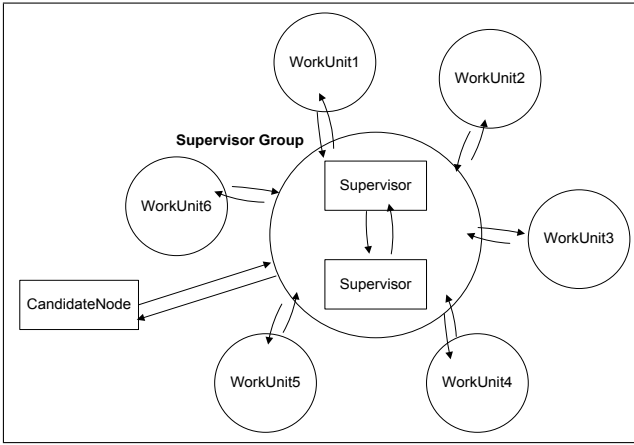 WorkUnit1
WorkUnit2
Supervisor Group
Supervisor
WorkUnit6
WorkUnit3
Supervisor
CandidateNode
WorkUnit5
WorkUnit4